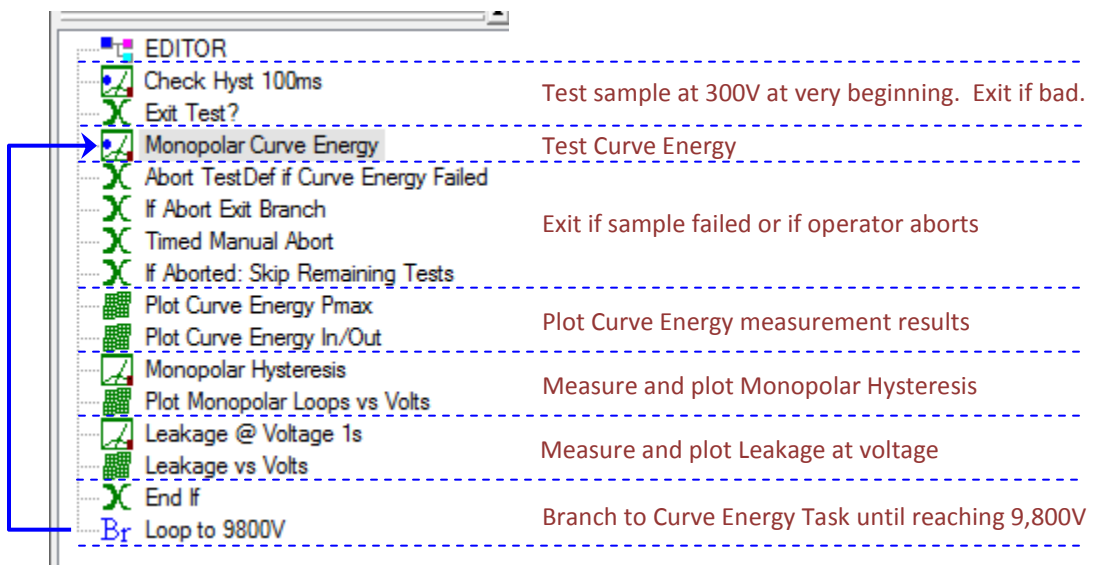 EDITOR
Check Hyst 100ms
Exit Test?
Test sample at 300V at very beginning.  Exit if bad.
Monopolar Curve Energy
Test Curve Energy
Abort TestDef if Curve Energy Failed
If Abort Exit Branch
Timed Manual Abort
If Aborted: Skip Remaining Tests
Exit if sample failed or if operator aborts
Plot Curve Energy Pmax
Plot Curve Energy In/Out
Plot Curve Energy measurement results
Monopolar Hysteresis
Plot Monopolar Loops vs Volts
Measure and plot Monopolar Hysteresis
Leakage @ Voltage 1s
Leakage vs Volts
Measure and plot Leakage at voltage
End If
Br Loop to 9800V
Branch to Curve Energy Task until reaching 9,800V